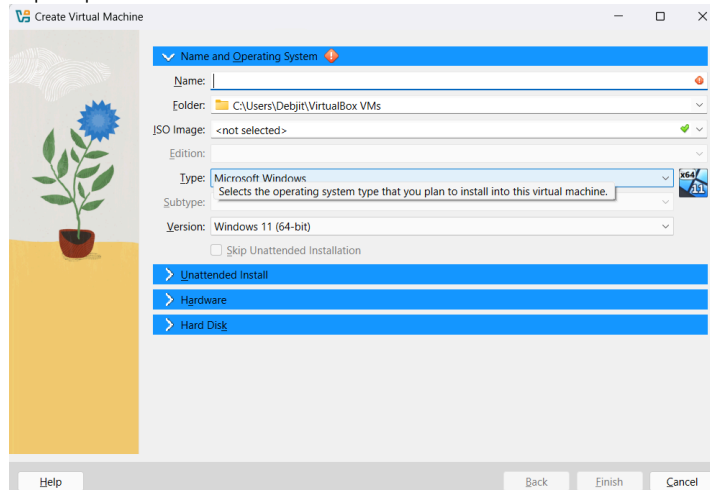 Create Virtual Machine
Name and Operating System
Name:
Folder: C:\Users\Debjit\VirtualBox VMs
ISO Image: <not selected>
Edition:
Type: Microsoft Windows
Selects the operating system type that you plan to install into this virtual machine.
Subtype:
Version: Windows 11 (64-bit)
Skip Unattended Installation
Unattended Install
Hardware
Hard Disk
Help Back Finish Cancel